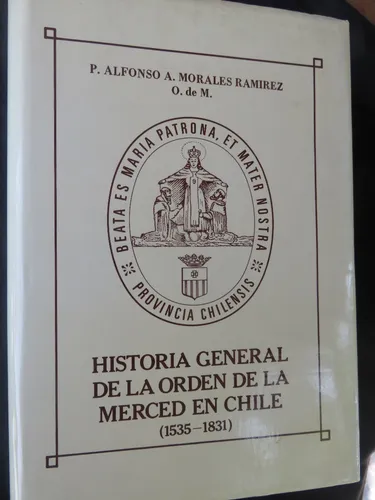 P. ALFONSO A. MORALES RAMIREZ
O. de M.
BEATA ES MARIA PATRONA, ET MATER NOSTRA
PROVINCIA CHILENSIS
HISTORIA GENERAL
DE LA ORDEN DE LA
MERCED EN CHILE
(1535-1831)